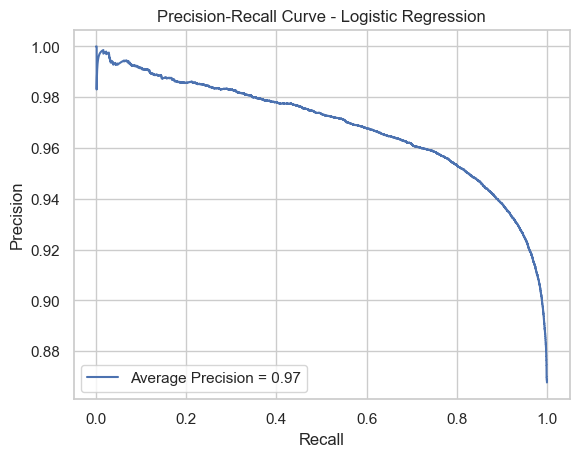 Precision-Recall Curve - Logistic Regression
1.00
0.98
0.96
0.94
0.92
0.90
0.88
Precision
Average Precision = 0.97
0.0 0.2 0.4 0.6 0.8 1.0
Recall